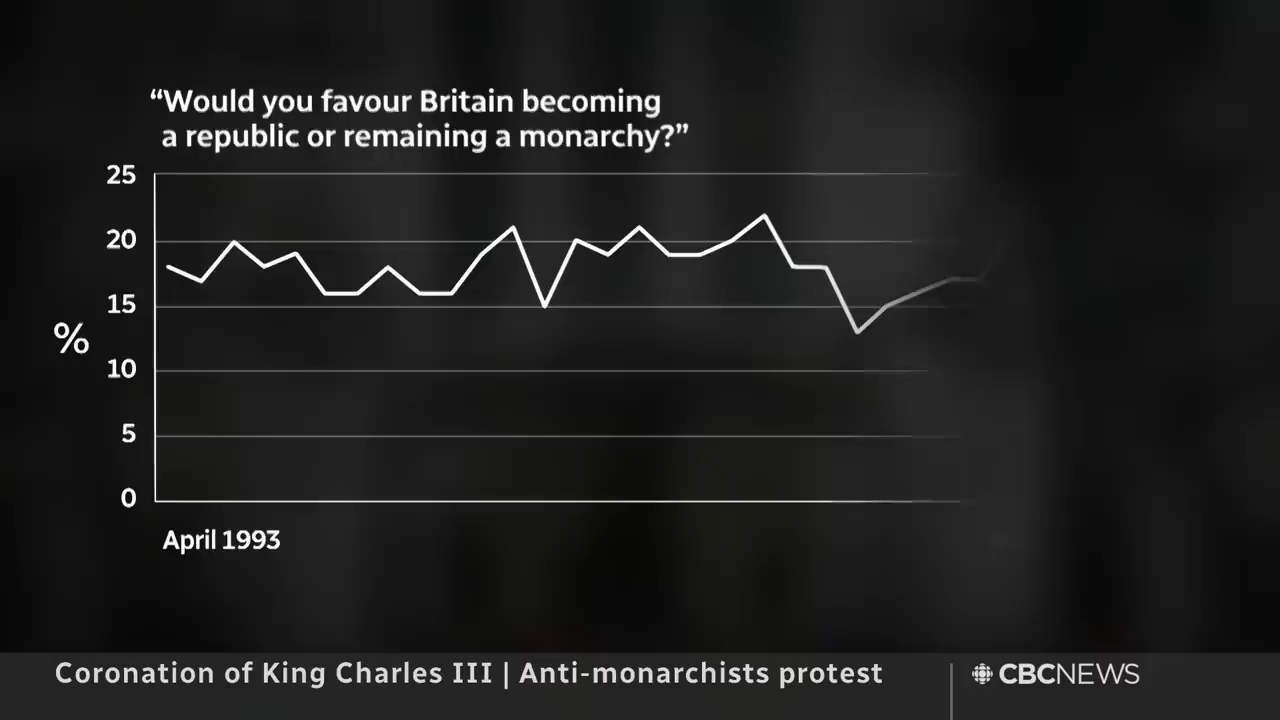 “Would you favour Britain becoming
a republic or remaining a monarchy?”
25
20
15
%
10
5
0
April 1993
Coronation of King Charles III | Anti-monarchists protest
CBCNEWS